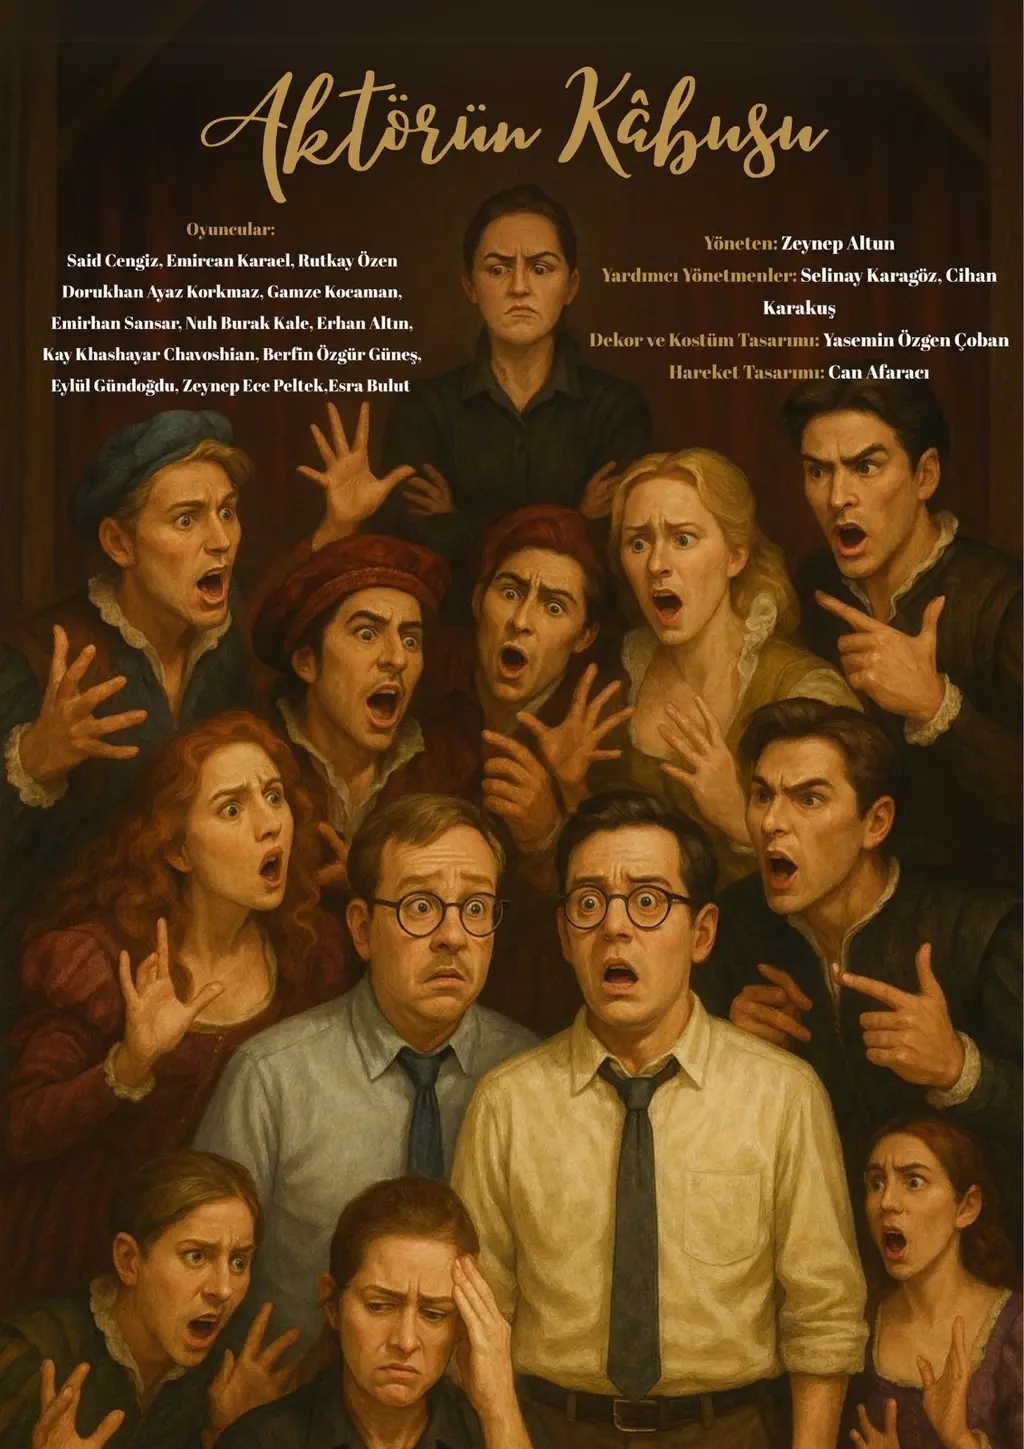 Aktörün Kâbusu
Oyuncular:
Said Cengiz, Emircan Karael, Rutkay Özen
Dorukhan Ayaz Korkmaz, Gamze Kocaman,
Emirhan Sansar, Nuh Burak Kale, Erhan Altın,
Kay Khashayar Chavoshian, Berfin Özgür Güneş,
Eylül Gündoğdu, Zeynep Ece Peltek,Esra Bulut
Yöneten: Zeynep Altun
Yardımcı Yönetmenler: Selinay Karagöz, Cihan
Karakuş
Dekor ve Kostüm Tasarımı: Yasemin Özgen Çoban
Hareket Tasarımı: Can Afaracı